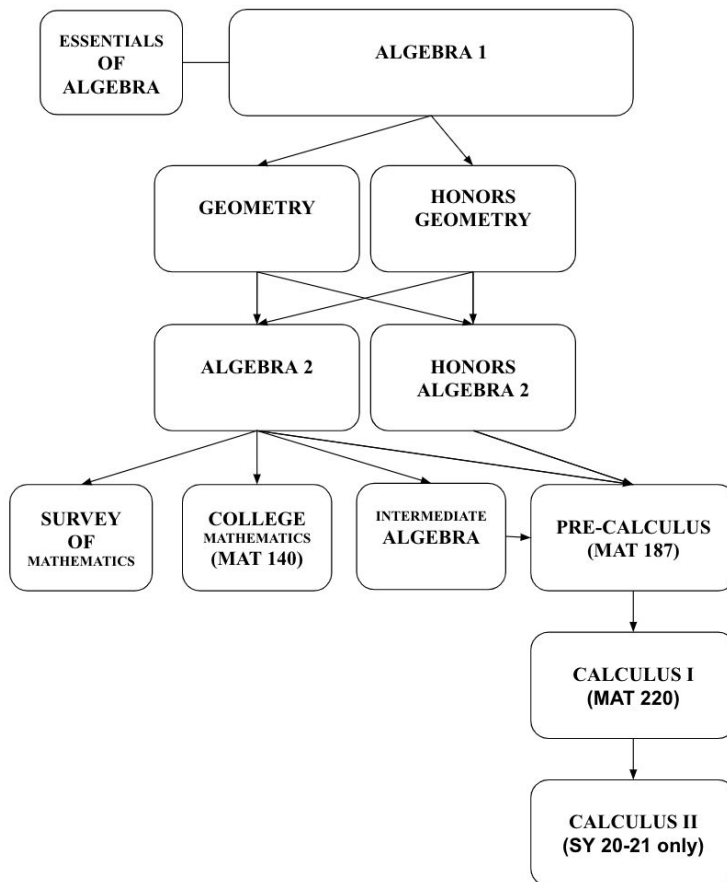 ESSENTIALS
OF
ALGEBRA
ALGEBRA 1
GEOMETRY
HONORS
GEOMETRY
ALGEBRA 2
HONORS
ALGEBRA 2
SURVEY
OF
MATHEMATICS
COLLEGE
MATHEMATICS
(MAT 140)
INTERMEDIATE
ALGEBRA
PRE-CALCULUS
(MAT 187)
CALCULUS I
(MAT 220)
CALCULUS II
(SY 20-21 only)